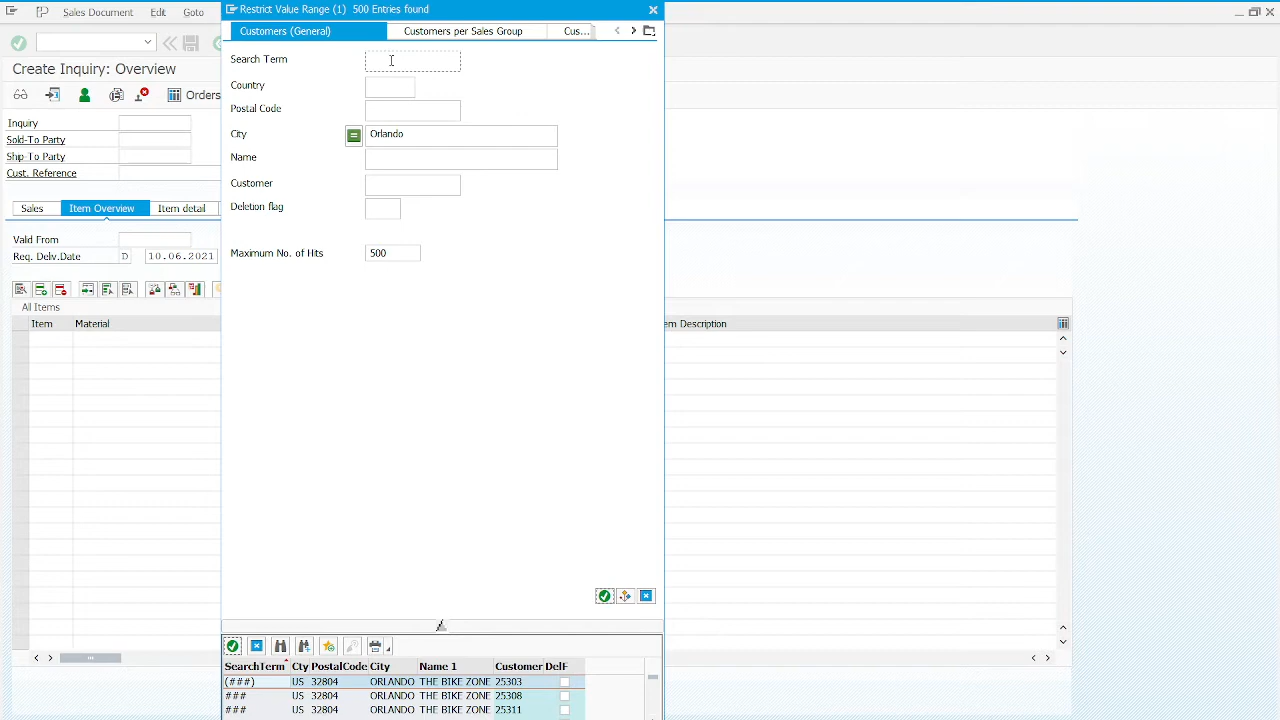 Restrict Value Range (1) 500 Entries found
Sales Document Edit Goto
Customers (General) Customers per Sales Group Cus...
Create Inquiry: Overview
Search Term
Country
Orders
Postal Code
Inquiry
City Orlando
Sold-To Party
Ship-To Party
Name
Cust. Reference
Customer
Sales Item Overview Item detail
Deletion flag
Valid From
Req. Deliv.Date D 10.06.2021
Maximum No. of Hits 500
All Items
Item Material
em Description
SearchTerm Cty PostalCode City Name 1 Customer DelF
(###) US 32804 ORLANDO THE BIKE ZONE 25303
### US 32804 ORLANDO THE BIKE ZONE 25308
### US 32804 ORLANDO THE BIKE ZONE 25311